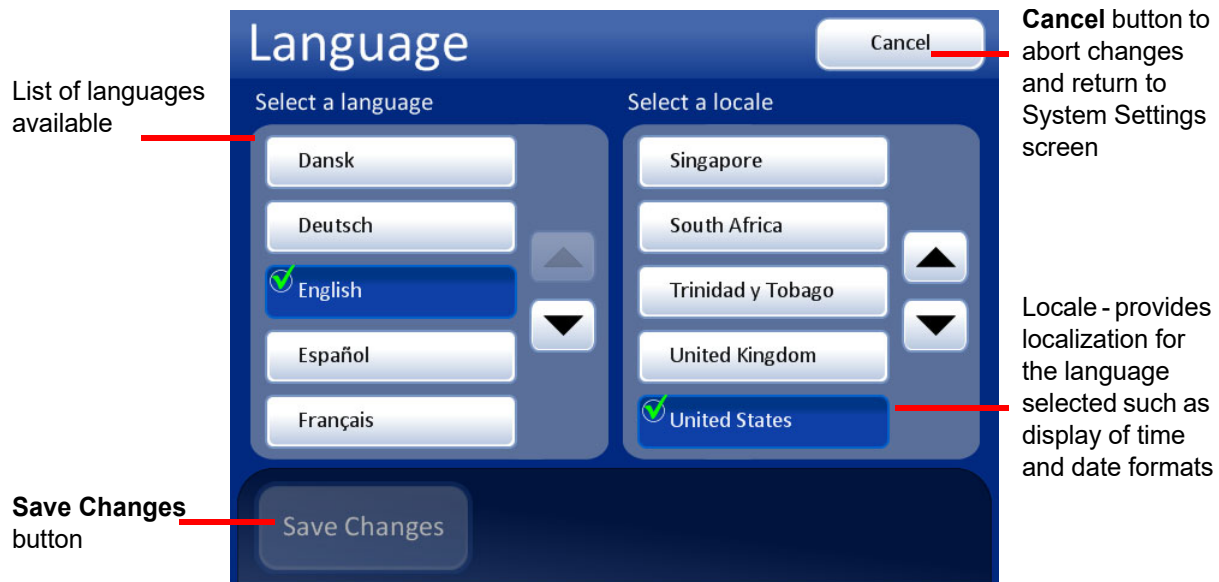 Language
Cancel
Cancel button to
abort changes
and return to
System Settings
screen
List of languages
available
Select a language
Select a locale
Dansk
Deutsch
English
Español
Français
Singapore
South Africa
Trinidad y Tobago
United Kingdom
United States
Locale - provides
localization for
the language
selected such as
display of time
and date formats
Save Changes
button
Save Changes